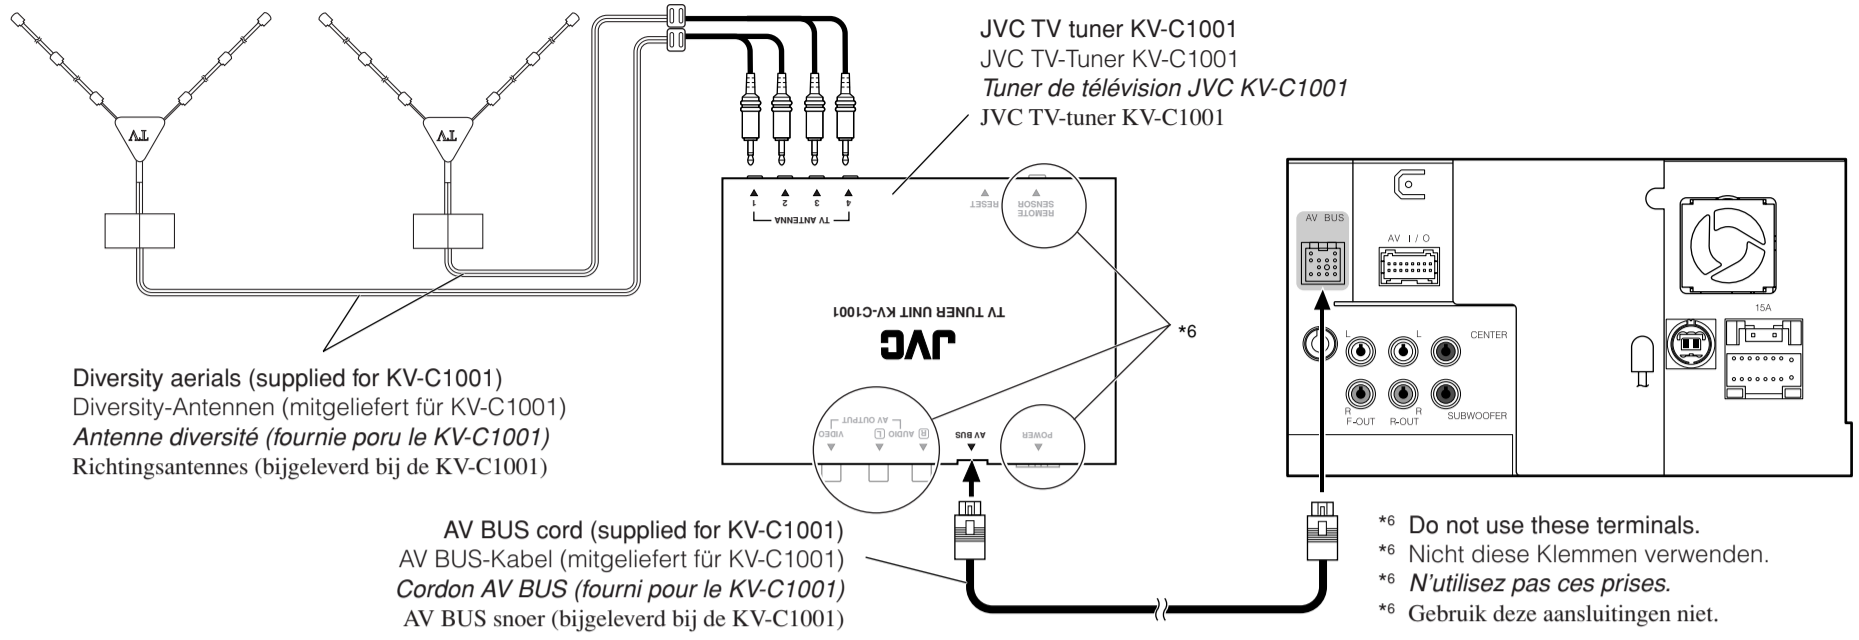 JVC TV tuner KV-C1001
JVC TV-Tuner KV-C1001
Tuner de télévision JVC KV-C1001
JVC TV-tuner KV-C1001
TV
TV
1 2 3 4
TV ANTENNA
RESET
REMOTE
SENSOR
TV TUNER UNIT KV-C1001
JVC
*6
AV OUTPUT
VIDEO
L AUDIO R
AV BUS
POWER
AV BUS
AV I / O
15A
L L CENTER
R R SUBWOOFER
F-OUT R-OUT
Diversity aerials (supplied for KV-C1001)
Diversity-Antennen (mitgeliefert für KV-C1001)
Antenne diversité (fournie poru le KV-C1001)
Richtingsantennes (bijgeleverd bij de KV-C1001)
AV BUS cord (supplied for KV-C1001)
AV BUS-Kabel (mitgeliefert für KV-C1001)
Cordon AV BUS (fourni pour le KV-C1001)
AV BUS snoer (bijgeleverd bij de KV-C1001)
*6 Do not use these terminals.
*6 Nicht diese Klemmen verwenden.
*6 N'utilisez pas ces prises.
*6 Gebruik deze aansluitingen niet.